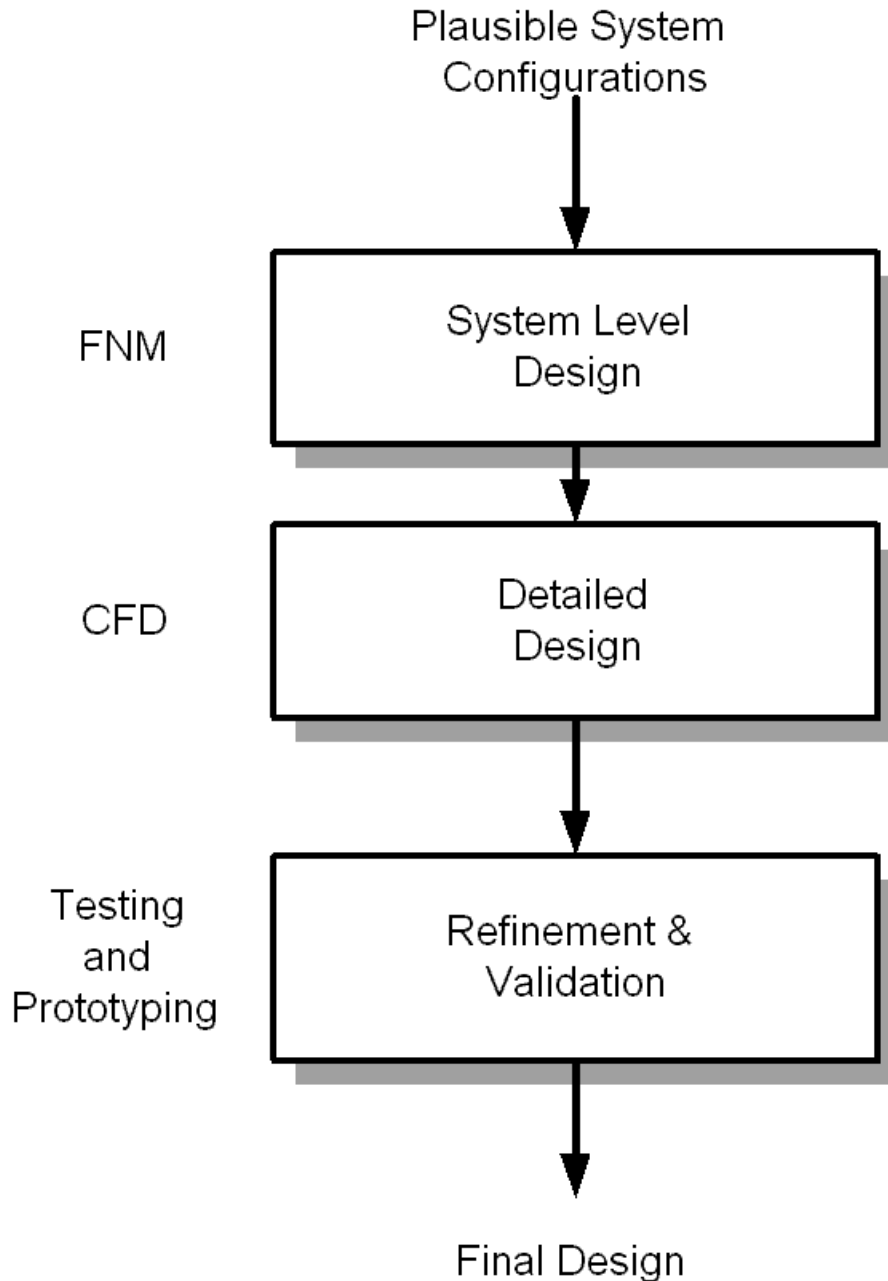 Plausible System
Configurations
FNM
System Level
Design
CFD
Detailed
Design
Testing
and
Prototyping
Refinement &
Validation
Final Design